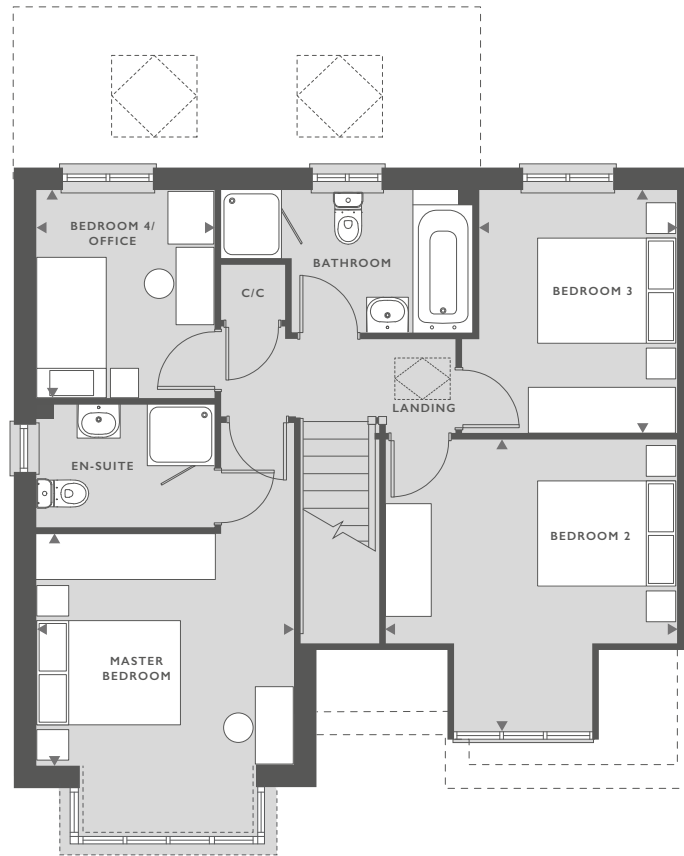 BEDROOM 4/
OFFICE
BATHROOM
C/C
BEDROOM 3
LANDING
EN-SUITE
BEDROOM 2
MASTER
BEDROOM